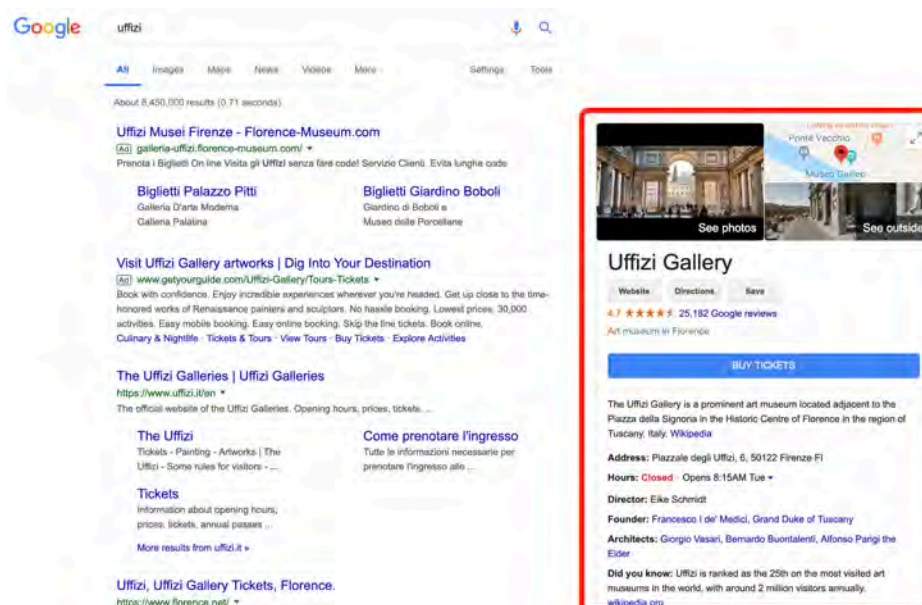 Google
uffizi
All Images Maps News Videos More Settings Tools
About 8,450,000 results (0.71 seconds)
Uffizi Musei Firenze - Florence-Museum.com
Ad galleria-uffizi.florence-museum.com/
Prenota i Biglietti On line Visita gli Uffizi senza fare code! Servizio Clienti. Evita lunghe code
Biglietti Palazzo Pitti
Galleria D'arte Moderna
Galleria Palatina
Biglietti Giardino Boboli
Giardino di Boboli e
Museo delle Porcellane
Visit Uffizi Gallery artworks | Dig Into Your Destination
Ad www.getyourguide.com/Uffizi-Gallery/Tours-Tickets
Book with confidence. Enjoy incredible experiences wherever you're headed. Get up close to the time-
honored works of Renaissance painters and sculptors. No hassle booking. Lowest prices. 30,000
activities. Easy mobile booking. Easy online booking. Skip the line tickets. Book online.
Culinary & Nightlife · Tickets & Tours · View Tours · Buy Tickets · Explore Activities
The Uffizi Galleries | Uffizi Galleries
https://www.uffizi.it/en
The official website of the Uffizi Galleries. Opening hours, prices, tickets, ...
The Uffizi
Tickets - Painting - Artworks | The
Uffizi - Some rules for visitors - ...
Come prenotare l'ingresso
Tutte le informazioni necessarie per
prenotare l'ingresso alle ...
Tickets
Information about opening hours,
prices, tickets, annual passes ...
More results from uffizi.it »
Uffizi, Uffizi Gallery Tickets, Florence.
https://www.florence.net/
Ponte Vecchio
Museo Galileo
See photos
See outside
Uffizi Gallery
Website Directions Save
4.7 25,182 Google reviews
Art museum in Florence
BUY TICKETS
The Uffizi Gallery is a prominent art museum located adjacent to the
Piazza della Signoria in the Historic Centre of Florence in the region of
Tuscany, Italy. Wikipedia
Address: Piazzale degli Uffizi, 6, 50122 Firenze FI
Hours: Closed · Opens 8:15AM Tue
Director: Eike Schmidt
Founder: Francesco I de' Medici, Grand Duke of Tuscany
Architects: Giorgio Vasari, Bernardo Buontalenti, Alfonso Parigi the
Elder
Did you know: Uffizi is ranked as the 25th on the most visited art
museums in the world, with around 2 million visitors annually.
wikipedia.org